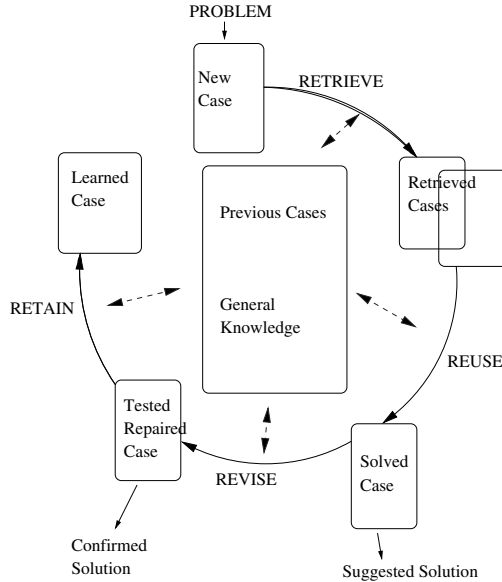 PROBLEM
New
Case
RETRIEVE
Learned
Case
Retrieved
Cases
Previous Cases
General
Knowledge
RETAIN
REUSE
Tested
Repaired
Case
Solved
Case
REVISE
Confirmed
Solution
Suggested Solution